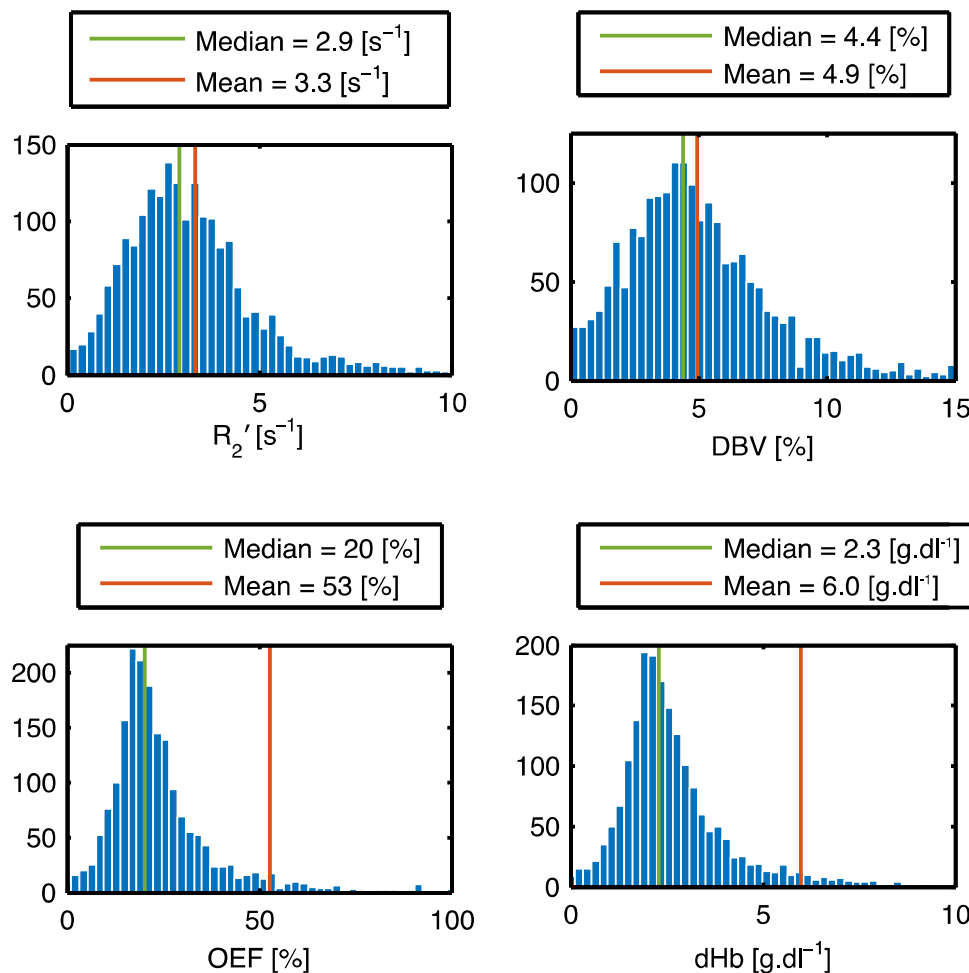 Median = 2.9 [s⁻¹]
Mean = 3.3 [s⁻¹]
150
100
50
0
0 5 10
R₂′ [s⁻¹]
Median = 4.4 [%]
Mean = 4.9 [%]
100
50
0
0 5 10 15
DBV [%]
Median = 20 [%]
Mean = 53 [%]
200
150
100
50
0
0 50 100
OEF [%]
Median = 2.3 [g.dl⁻¹]
Mean = 6.0 [g.dl⁻¹]
200
150
100
50
0
0 5 10
dHb [g.dl⁻¹]